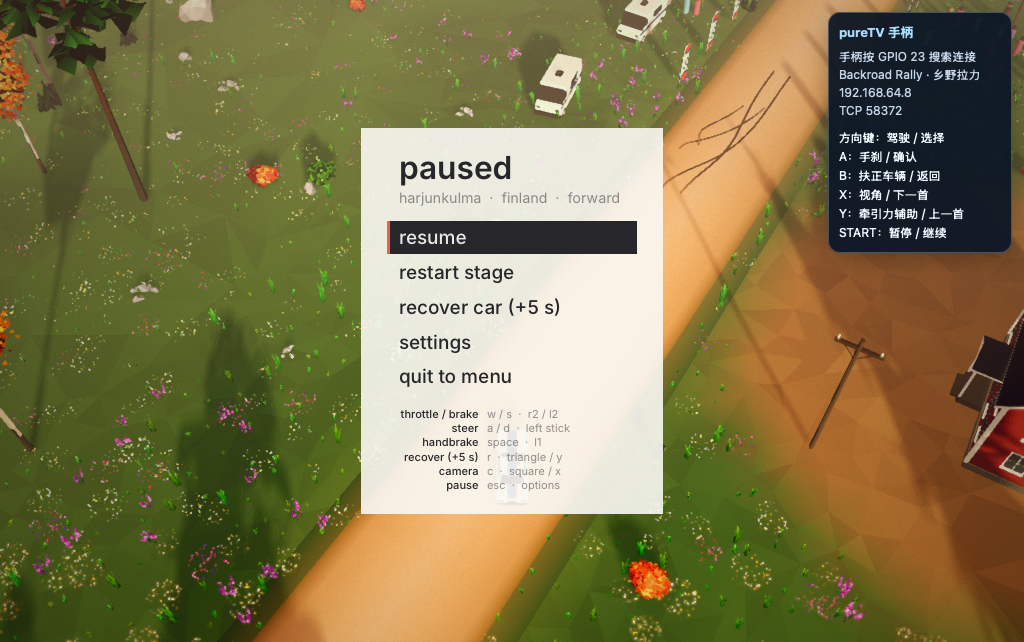 paused
harjunkulma · finland · forward
resume
restart stage
recover car (+5 s)
settings
quit to menu
throttle / brake w / s · r2 / l2
steer a / d · left stick
handbrake space · l1
recover (+5 s) r · triangle / y
camera c · square / x
pause esc · options
pureTV 手柄
手柄按 GPIO 23 搜索连接
Backroad Rally · 乡野拉力
192.168.64.8
TCP 58372
方向键：驾驶 / 选择
A：手刹 / 确认
B：扶正车辆 / 返回
X：视角 / 下一首
Y：牵引力辅助 / 上一首
START：暂停 / 继续